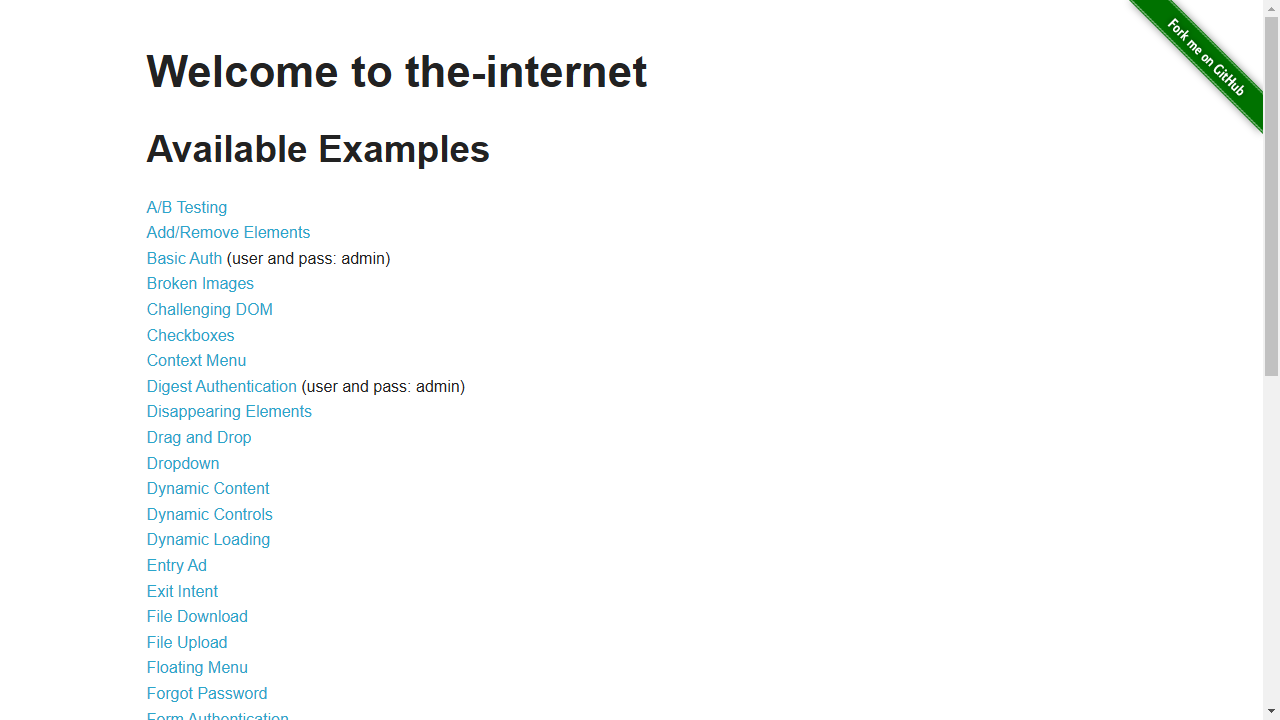 Fork me on GitHub
Welcome to the-internet
Available Examples
A/B Testing
Add/Remove Elements
Basic Auth (user and pass: admin)
Broken Images
Challenging DOM
Checkboxes
Context Menu
Digest Authentication (user and pass: admin)
Disappearing Elements
Drag and Drop
Dropdown
Dynamic Content
Dynamic Controls
Dynamic Loading
Entry Ad
Exit Intent
File Download
File Upload
Floating Menu
Forgot Password
Form Authentication